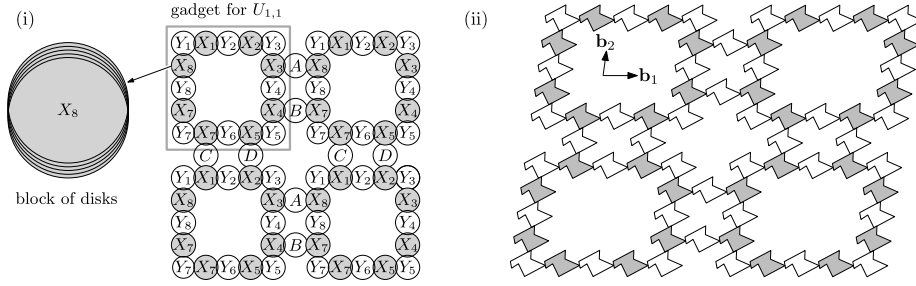 (i)
gadget for U1,1
(ii)
Y1 X1 Y2 X2 Y3 Y1 X1 Y2 X2 Y3
X8 X3 A X8 X3
Y8 Y4 Y8 Y4
X7 X4 B X7 X4
Y7 X7 Y6 X5 Y5 Y7 X7 Y6 X5 Y5
C D C D
Y1 X1 Y2 X2 Y3 Y1 X1 Y2 X2 Y3
X8 X3 A X8 X3
Y8 Y4 Y8 Y4
X7 X4 B X7 X4
Y7 X7 Y6 X5 Y5 Y7 X7 Y6 X5 Y5
X8
block of disks
b2
b1